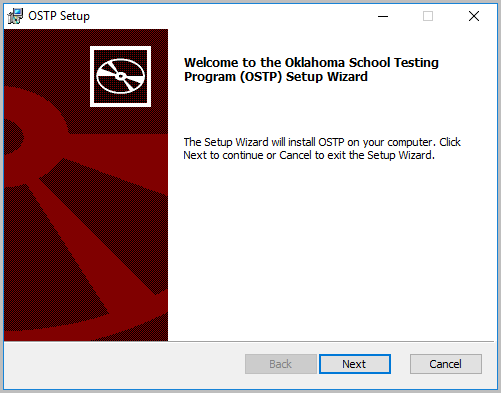 OSTP Setup
Welcome to the Oklahoma School Testing
Program (OSTP) Setup Wizard
The Setup Wizard will install OSTP on your computer. Click
Next to continue or Cancel to exit the Setup Wizard.
Back Next Cancel